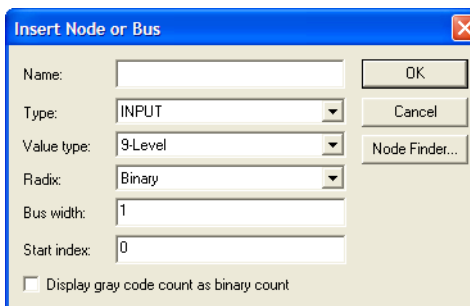 Insert Node or Bus
Name:
OK
Type: INPUT
Cancel
Value type: 9-Level
Node Finder...
Radix: Binary
Bus width: 1
Start index: 0
Display gray code count as binary count